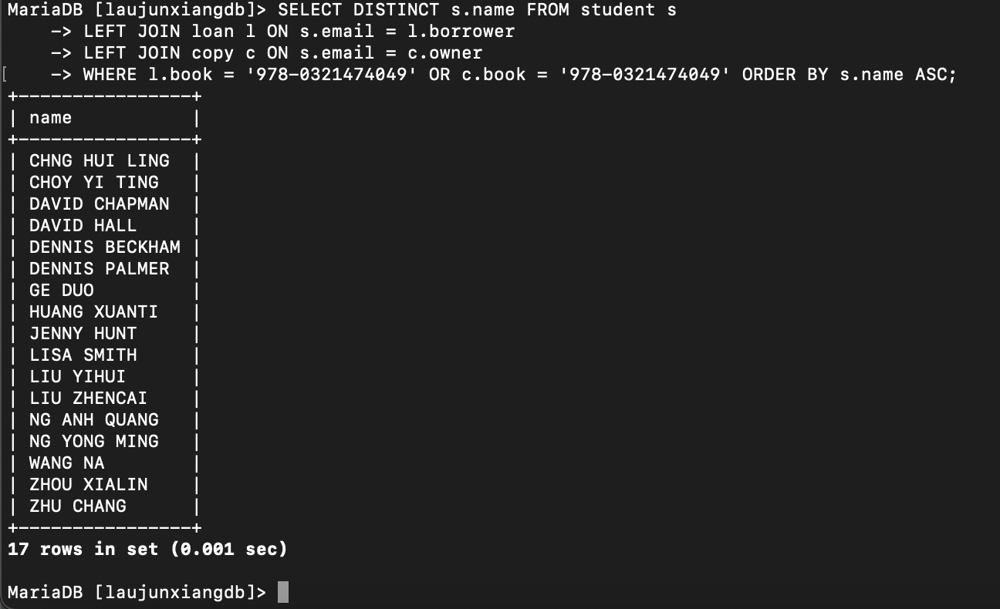 MariaDB [laujunxiangdb]> SELECT DISTINCT s.name FROM student s
    -> LEFT JOIN loan l ON s.email = l.borrower
    -> LEFT JOIN copy c ON s.email = c.owner
[    -> WHERE l.book = '978-0321474049' OR c.book = '978-0321474049' ORDER BY s.name ASC;
+----------------+
| name           |
+----------------+
| CHNG HUI LING  |
| CHOY YI TING   |
| DAVID CHAPMAN  |
| DAVID HALL     |
| DENNIS BECKHAM |
| DENNIS PALMER  |
| GE DUO         |
| HUANG XUANTI   |
| JENNY HUNT     |
| LISA SMITH     |
| LIU YIHUI      |
| LIU ZHENCAI    |
| NG ANH QUANG   |
| NG YONG MING   |
| WANG NA        |
| ZHOU XIALIN    |
| ZHU CHANG      |
+----------------+
17 rows in set (0.001 sec)
MariaDB [laujunxiangdb]>